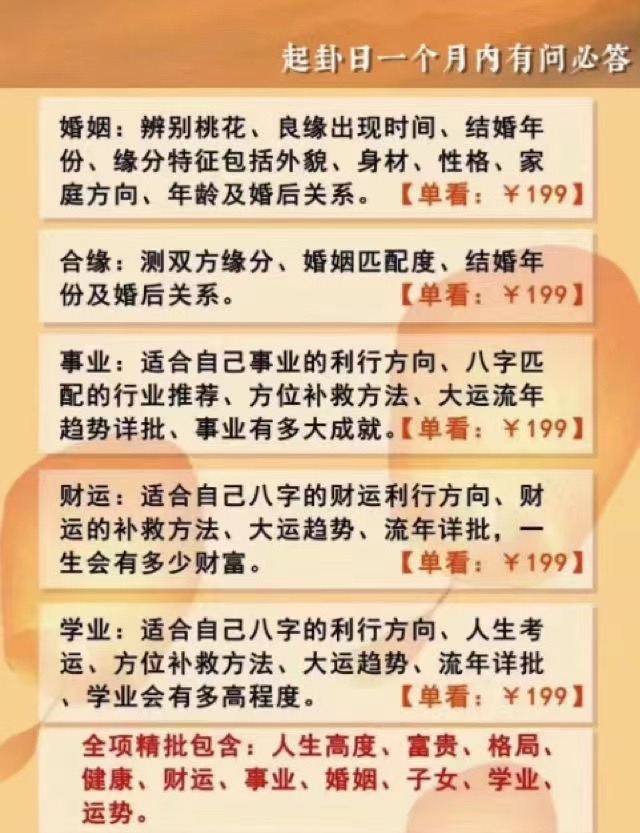 起卦日一个月内有问必答
婚姻：辨别桃花、良缘出现时间、结婚年
份、缘分特征包括外貌、身材、性格、家
庭方向、年龄及婚后关系。【单看：￥199】
合缘：测双方缘分、婚姻匹配度、结婚年
份及婚后关系。【单看：￥199】
事业：适合自己事业的利行方向、八字匹
配的行业推荐、方位补救方法、大运流年
趋势详批、事业有多大成就。【单看：￥199】
财运：适合自己八字的财运利行方向、财
运的补救方法、大运趋势、流年详批，一
生会有多少财富。【单看：￥199】
学业：适合自己八字的利行方向、人生考
运、方位补救方法、大运趋势、流年详批
、学业会有多高程度。【单看：￥199】
全项精批包含：人生高度、富贵、格局、
健康、财运、事业、婚姻、子女、学业、
运势。